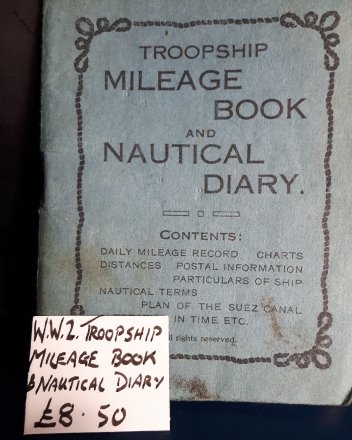 TROOPSHIP
MILEAGE
BOOK
AND
NAUTICAL
DIARY.
CONTENTS:
DAILY MILEAGE RECORD CHARTS
DISTANCES POSTAL INFORMATION
PARTICULARS OF SHIP
NAUTICAL TERMS
PLAN OF THE SUEZ CANAL
IN TIME ETC.
rights reserved.
W.W.2. TROOPSHIP
MILEAGE BOOK
& NAUTICAL DIARY
£8.50